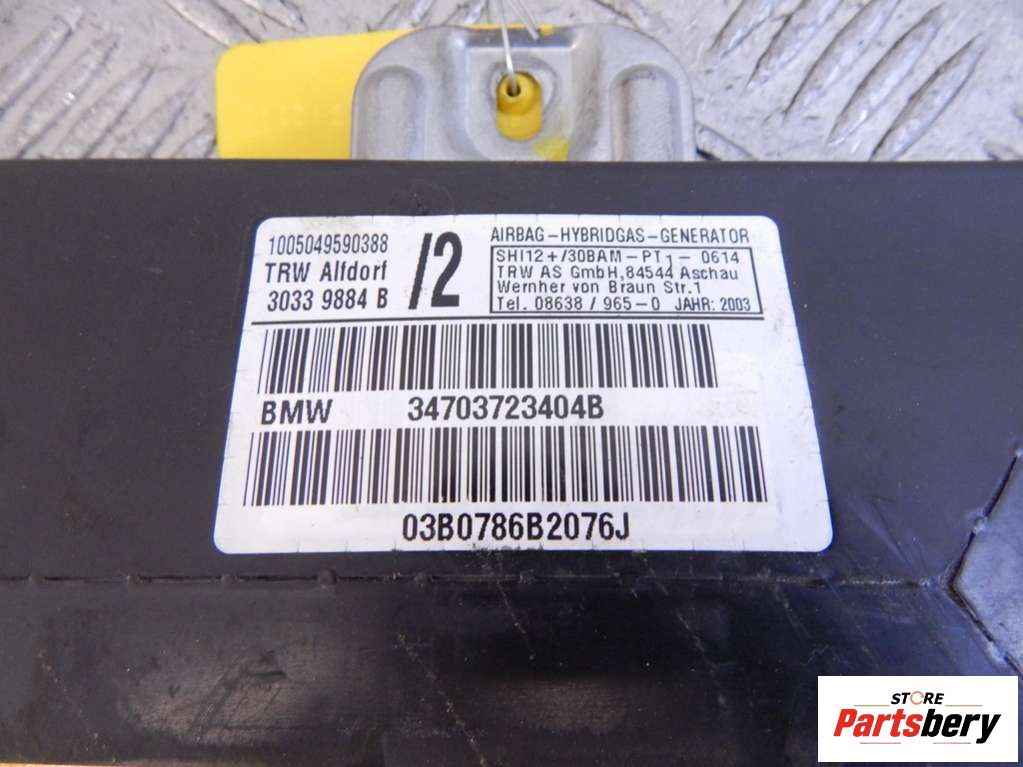 1005049590388
TRW Alfdorf
3033 9884 B
/2
AIRBAG-HYBRIDGAS-GENERATOR
SHI12+/30BAM-PT1-0614
TRW AS GmbH,84544 Aschau
Wernher von Braun Str.1
Tel. 08638/965-0 JAHR: 2003
BMW 34703723404B
03B0786B2076J
STORE
Partsbery